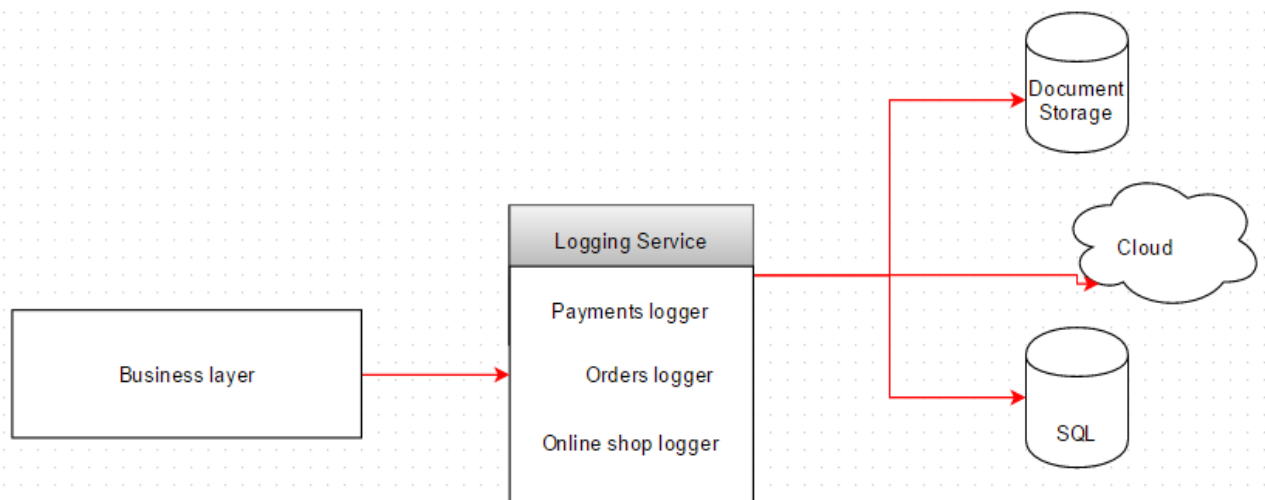 Document
Storage
Cloud
Logging Service
Payments logger
Business layer
Orders logger
Online shop logger
SQL